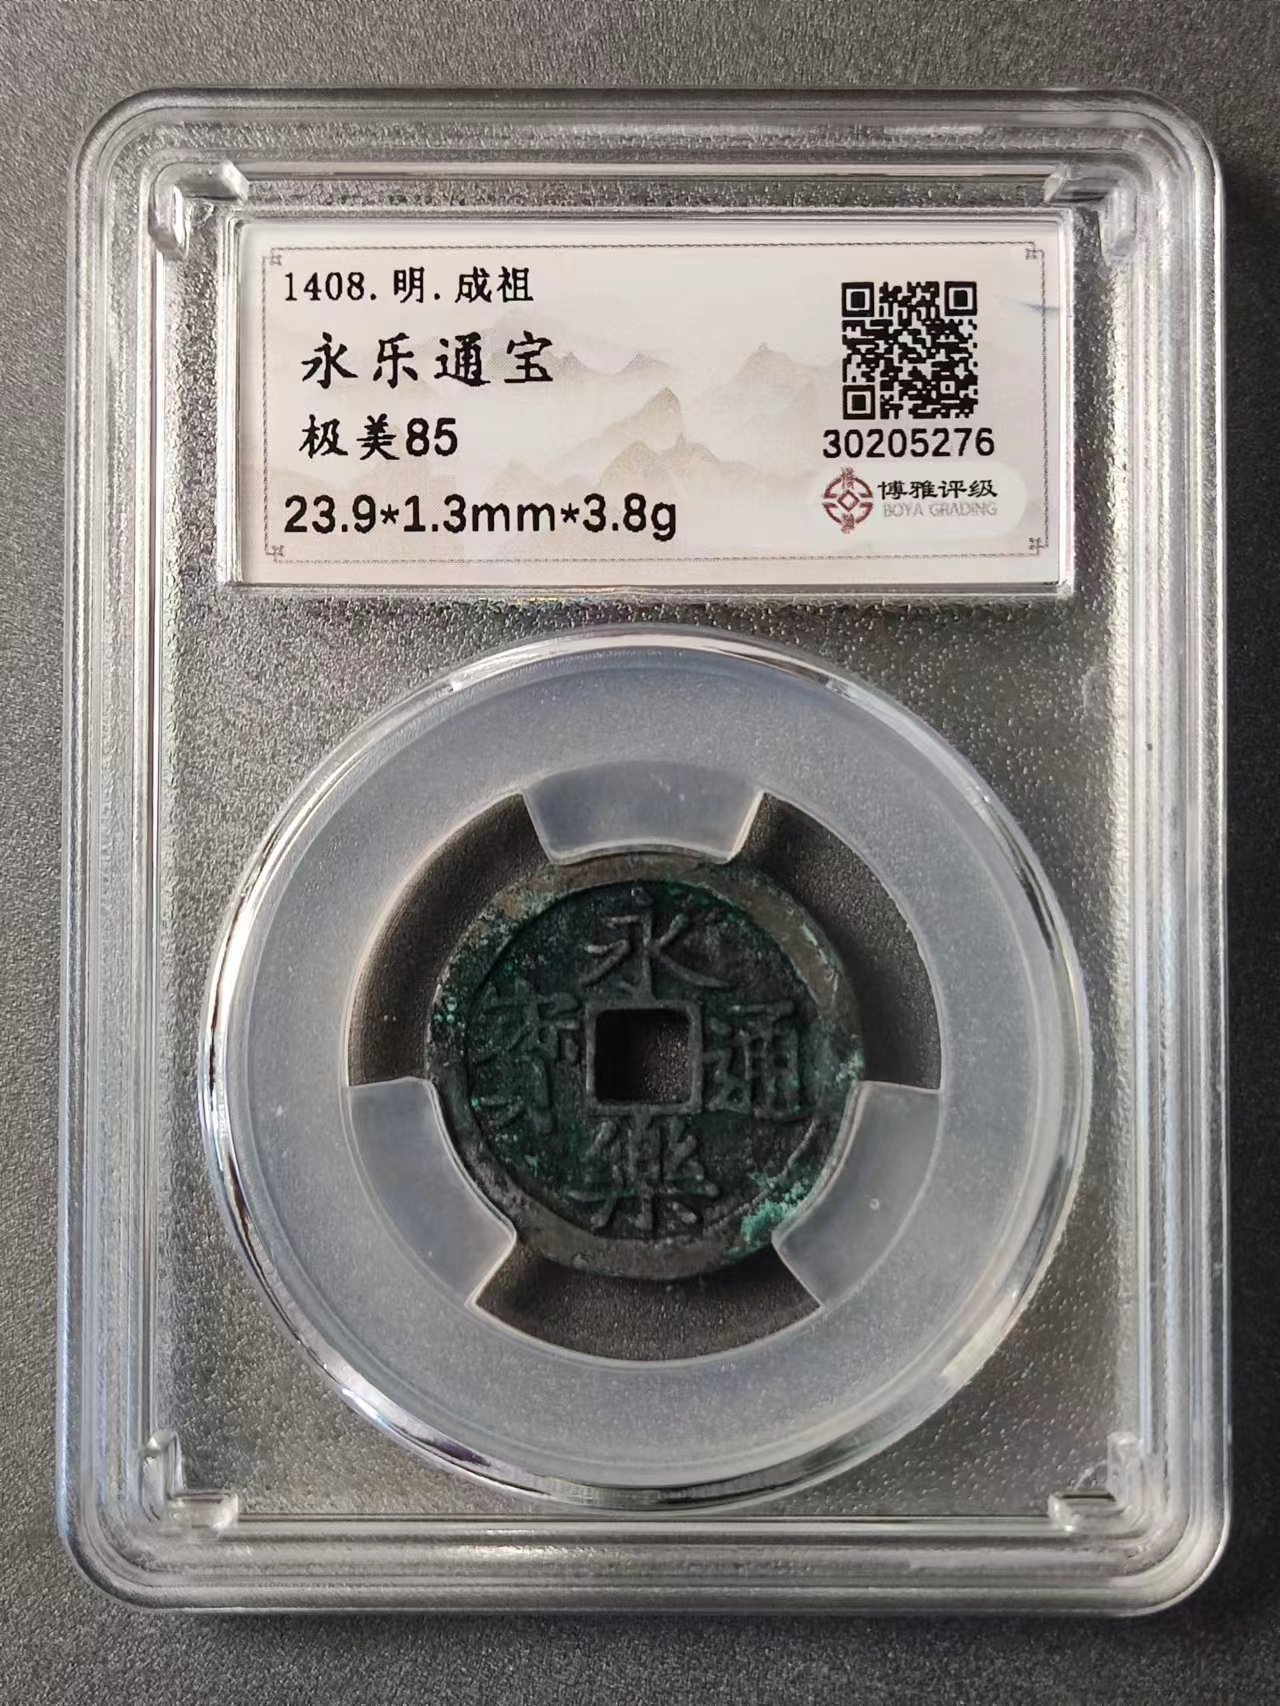 1408.明.成祖
永乐通宝
极美85
23.9*1.3mm*3.8g
30205276
博雅评级
BOYA GRADING
永
通
樂
寶